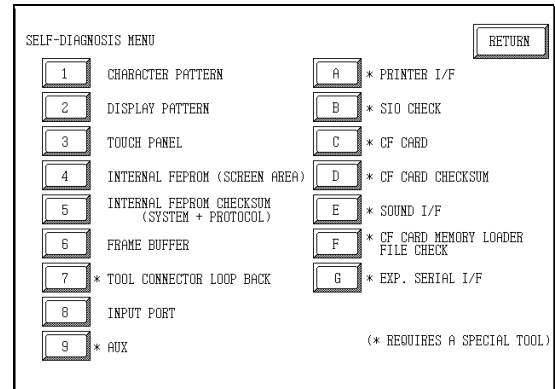 SELF-DIAGNOSIS MENU
RETURN
1 CHARACTER PATTERN
2 DISPLAY PATTERN
3 TOUCH PANEL
4 INTERNAL FEPROM (SCREEN AREA)
5 INTERNAL FEPROM CHECKSUM
(SYSTEM + PROTOCOL)
6 FRAME BUFFER
7 * TOOL CONNECTOR LOOP BACK
8 INPUT PORT
9 * AUX
A * PRINTER I/F
B * SIO CHECK
C * CF CARD
D * CF CARD CHECKSUM
E * SOUND I/F
F * CF CARD MEMORY LOADER
FILE CHECK
G * EXP. SERIAL I/F
(* REQUIRES A SPECIAL TOOL)